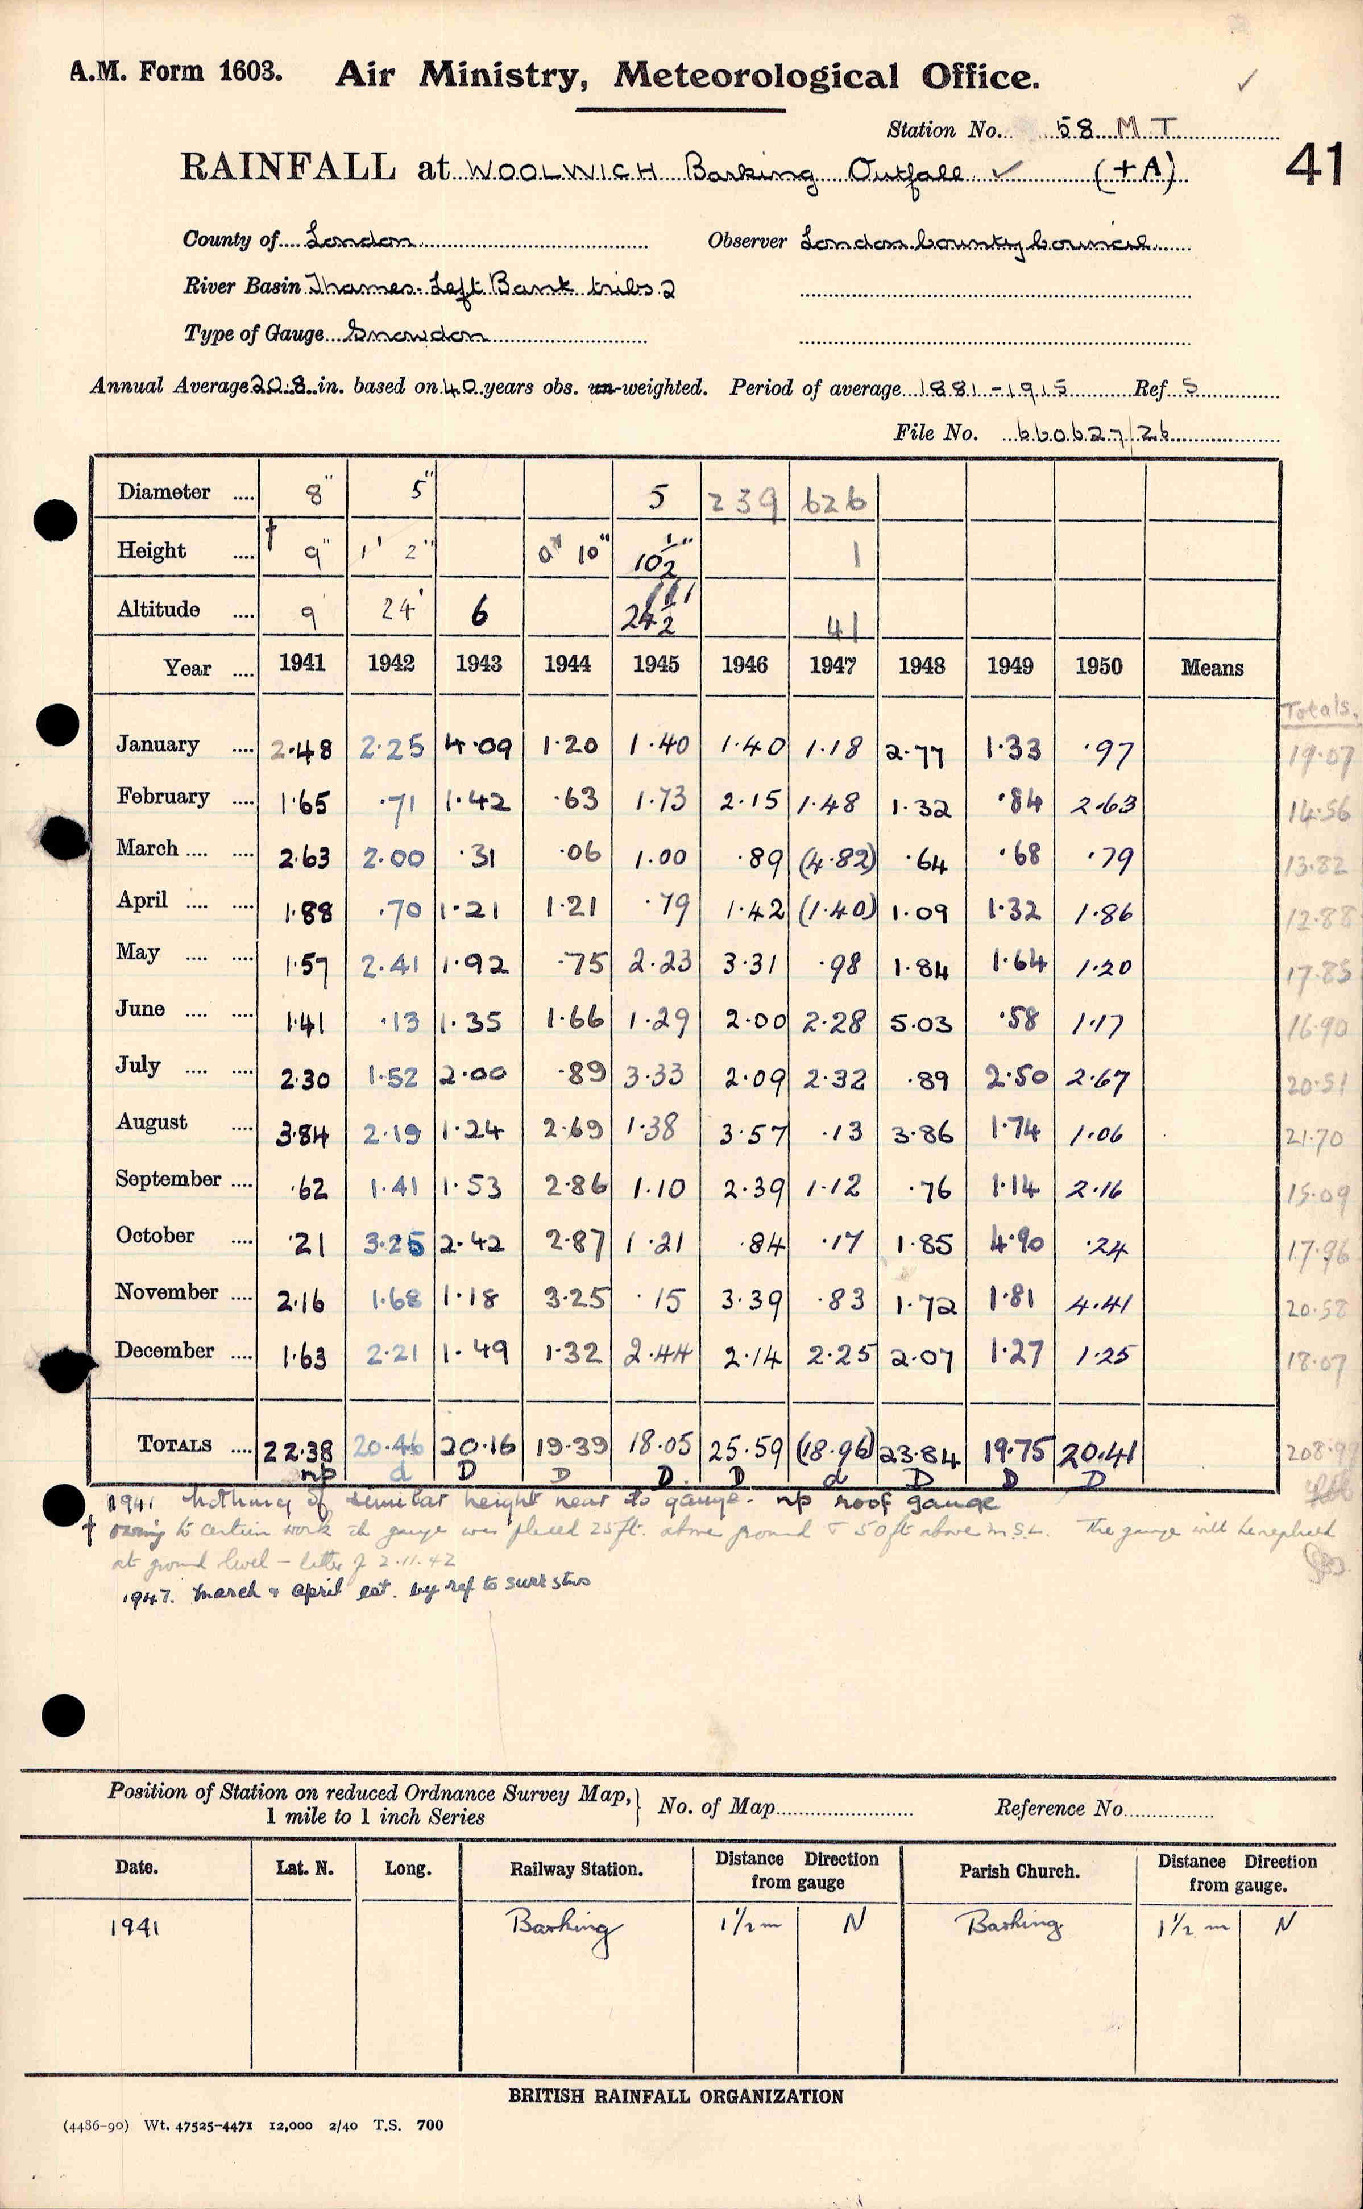 A.M. Form 1603. Air Ministry, Meteorological Office.
Station No. 58 M T
41
RAINFALL at WOOLWICH Barking Outfall ✓ (+A)
County of London Observer London County Council
River Basin Thames. Left Bank tribs. 2
Type of Gauge Snowdon
Annual Average 20.8 in. based on 40 years obs. un-weighted. Period of average 1881-1915 Ref. 5
File No. 660627/26
Diameter .... 8" 5" 5 239 626
Height .... † 9" 1' 2" 0" 10" 10½" 1
Altitude .... 9' 24' 6 24½ 41
Year .... 1941 1942 1943 1944 1945 1946 1947 1948 1949 1950 Means
Totals.
January .... 2.48 2.25 4.09 1.20 1.40 1.40 1.18 2.77 1.33 .97 19.07
February .... 1.65 .71 1.42 .63 1.73 2.15 1.48 1.32 .84 2.63 14.56
March .... .... 2.63 2.00 .31 .06 1.00 .89 (4.82) .64 .68 .79 13.82
April .... .... 1.88 .70 1.21 1.21 .79 1.42 (1.40) 1.09 1.32 1.86 12.88
May .... .... 1.57 2.41 1.92 .75 2.23 3.31 .98 1.84 1.64 1.20 17.85
June .... .... 1.41 .13 1.35 1.66 1.29 2.00 2.28 5.03 .58 1.17 16.90
July .... .... 2.30 1.52 2.00 .89 3.33 2.09 2.32 .89 2.50 2.67 20.51
August .... 3.84 2.19 1.24 2.69 1.38 3.57 .13 3.86 1.74 1.06 21.70
September .... .62 1.41 1.53 2.86 1.10 2.39 1.12 .76 1.14 2.16 15.09
October .... .21 3.25 2.42 2.87 1.21 .84 .17 1.85 4.90 .24 17.96
November .... 2.16 1.68 1.18 3.25 .15 3.39 .83 1.72 1.81 4.41 20.58
December .... 1.63 2.21 1.49 1.32 2.44 2.14 2.25 2.07 1.27 1.25 18.07
TOTALS .... 22.38 20.46 20.16 19.39 18.05 25.59 (18.96) 23.84 19.75 20.41 208.99
np d D D D. D d D D D
1941 Nothing of similar height near to gauge. np roof gauge
† Owing to certain work the gauge was placed 25ft. above ground & 50ft above M.S.L. The gauge will be replaced
at ground level - letter of 2.11.42
1947. March & April est. by ref to surr stns
Position of Station on reduced Ordnance Survey Map, } No. of Map Reference No.
1 mile to 1 inch Series
Date. Lat. N. Long. Railway Station. Distance Direction from gauge Parish Church. Distance Direction from gauge.
1941 Barking 1½ m N Barking 1½ m N
BRITISH RAINFALL ORGANIZATION
(4486-90) Wt. 47525-4471 12,000 2/40 T.S. 700